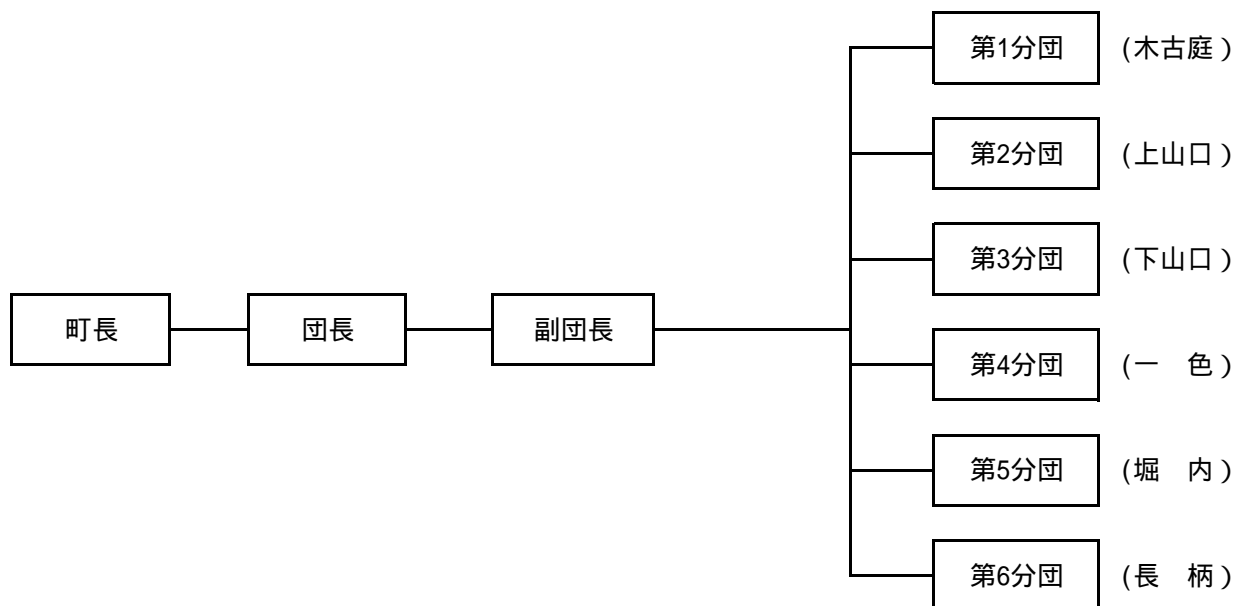 第1分団 (木古庭)
第2分団 (上山口)
第3分団 (下山口)
町長 団長 副団長
第4分団 (一　色)
第5分団 (堀　内)
第6分団 (長　柄)